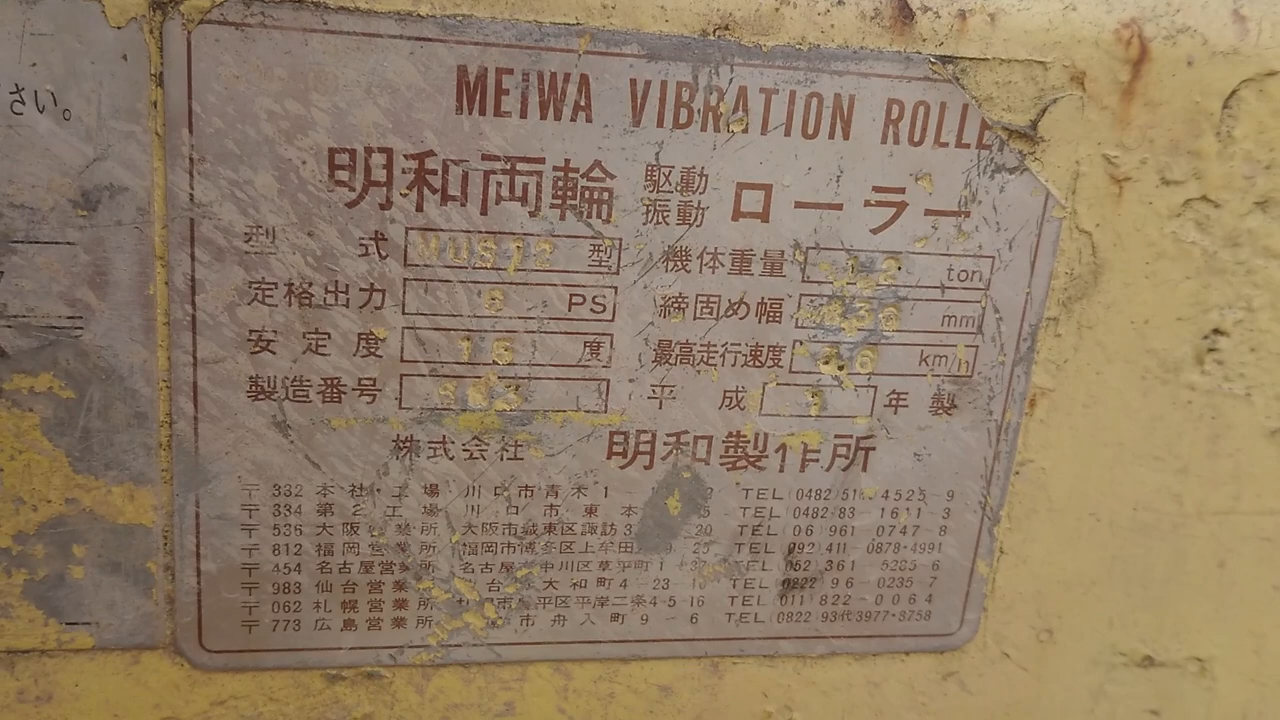 さい。
MEIWA VIBRATION ROLLE
明和両輪 駆動 振動 ローラー
型式 MUS12 型 機体重量 1.2 ton
定格出力 PS 締固め幅 mm
安定度 度 最高走行速度 km/h
製造番号 平成 年製
株式会社 明和製作所
〒332 本社・工場 川口市青木1 TEL(0482)51-4525-9
〒334 第2工場 川口市東本 TEL(0482)83-1611-3
〒536 大阪営業所 大阪市城東区諏訪3 20 TEL(06)961-0747-8
〒812 福岡営業所 福岡市博多区上牟田 25 TEL(092)411-0878・4991
〒454 名古屋営業所 名古屋市中川区草平町1 37 TEL(052)361-5285-6
〒983 仙台営業 台 大和町4-23-10 TEL(0222)96-0235-7
〒062 札幌営業所 平区平岸二条4-5-16 TEL(011)822-0064
〒773 広島営業所 市舟入町9-6 TEL(0822)93代3977・3758